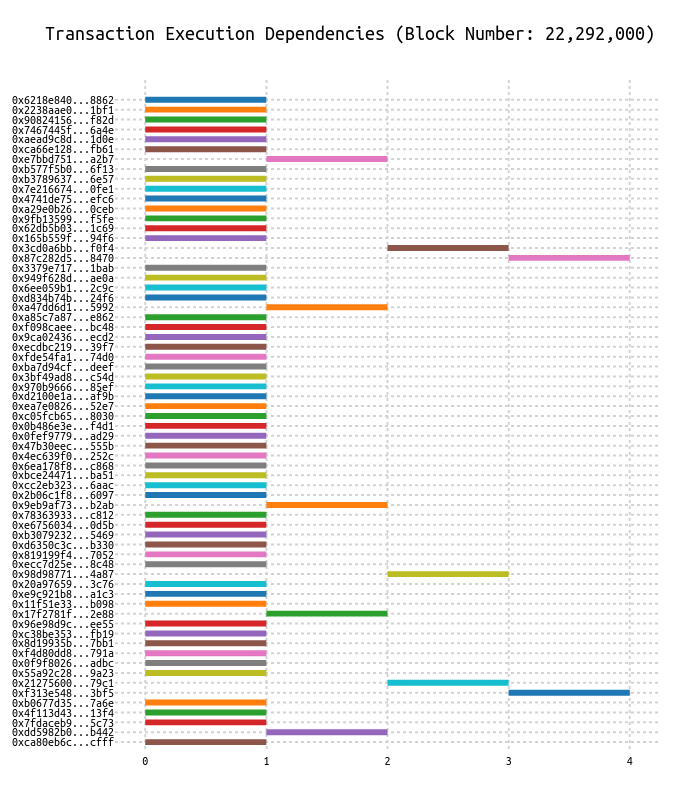 Transaction Execution Dependencies (Block Number: 22,292,000)
0x6218e840...8862
0x2238aae0...1bf1
0x90824156...f82d
0x7467445f...6a4e
0xaead9c8d...1d0e
0xca66e128...fb61
0xe7bbd751...a2b7
0xb577f5b0...6f13
0xb3789637...6e57
0x7e216674...0fe1
0x4741de75...efc6
0xa29e0b26...0ceb
0x9fb13599...f5fe
0x62db5b03...1c69
0x165b559f...94f6
0x3cd0a6bb...f0f4
0x87c282d5...8470
0x3379e717...1bab
0x949f628d...ae0a
0x6ee059b1...2c9c
0xd834b74b...24f6
0xa47dd6d1...5992
0xa85c7a87...e862
0xf098caee...bc48
0x9ca02436...ecd2
0xecdbc219...39f7
0xfde54fa1...74d0
0xba7d94cf...deef
0x3bf49ad8...c54d
0x970b9666...85ef
0xd2100e1a...af9b
0xea7e0826...52e7
0xc05fcb65...8030
0x0b486e3e...f4d1
0x0fef9779...ad29
0x47b30eec...555b
0x4ec639f0...252c
0x6ea178f8...c868
0xbce24471...ba51
0xcc2eb323...6aac
0x2b06c1f8...6097
0x9eb9af73...b2ab
0x78363933...c812
0xe6756034...0d5b
0xb3079232...5469
0xd6350c3c...b330
0x819199f4...7052
0xecc7d25e...8c48
0x98d98771...4a87
0x20a97659...3c76
0xe9c921b8...a1c3
0x11f51e33...b098
0x17f2781f...2e88
0x96e98d9c...ee55
0xc38be353...fb19
0x8d19935b...7bb1
0xf4d80dd8...791a
0x0f9f8026...adbc
0x55a92c28...9a23
0x21275600...79c1
0xf313e548...3bf5
0xb0677d35...7a6e
0x4f113d43...13f4
0x7fdaceb9...5c73
0xdd5982b0...b442
0xca80eb6c...cfff
0 1 2 3 4